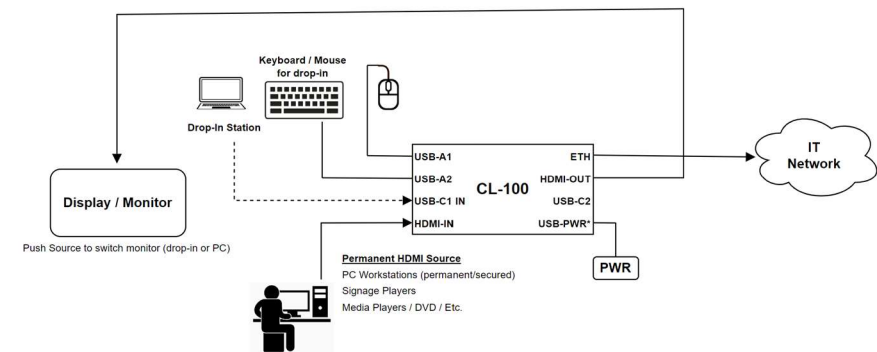 Keyboard / Mouse
for drop-in
Drop-In Station
USB-A1
USB-A2
USB-C1 IN
HDMI-IN
CL-100
ETH
HDMI-OUT
USB-C2
USB-PWR*
IT
Network
Display / Monitor
Push Source to switch monitor (drop-in or PC)
PWR
Permanent HDMI Source
PC Workstations (permanent/secured)
Signage Players
Media Players / DVD / Etc.